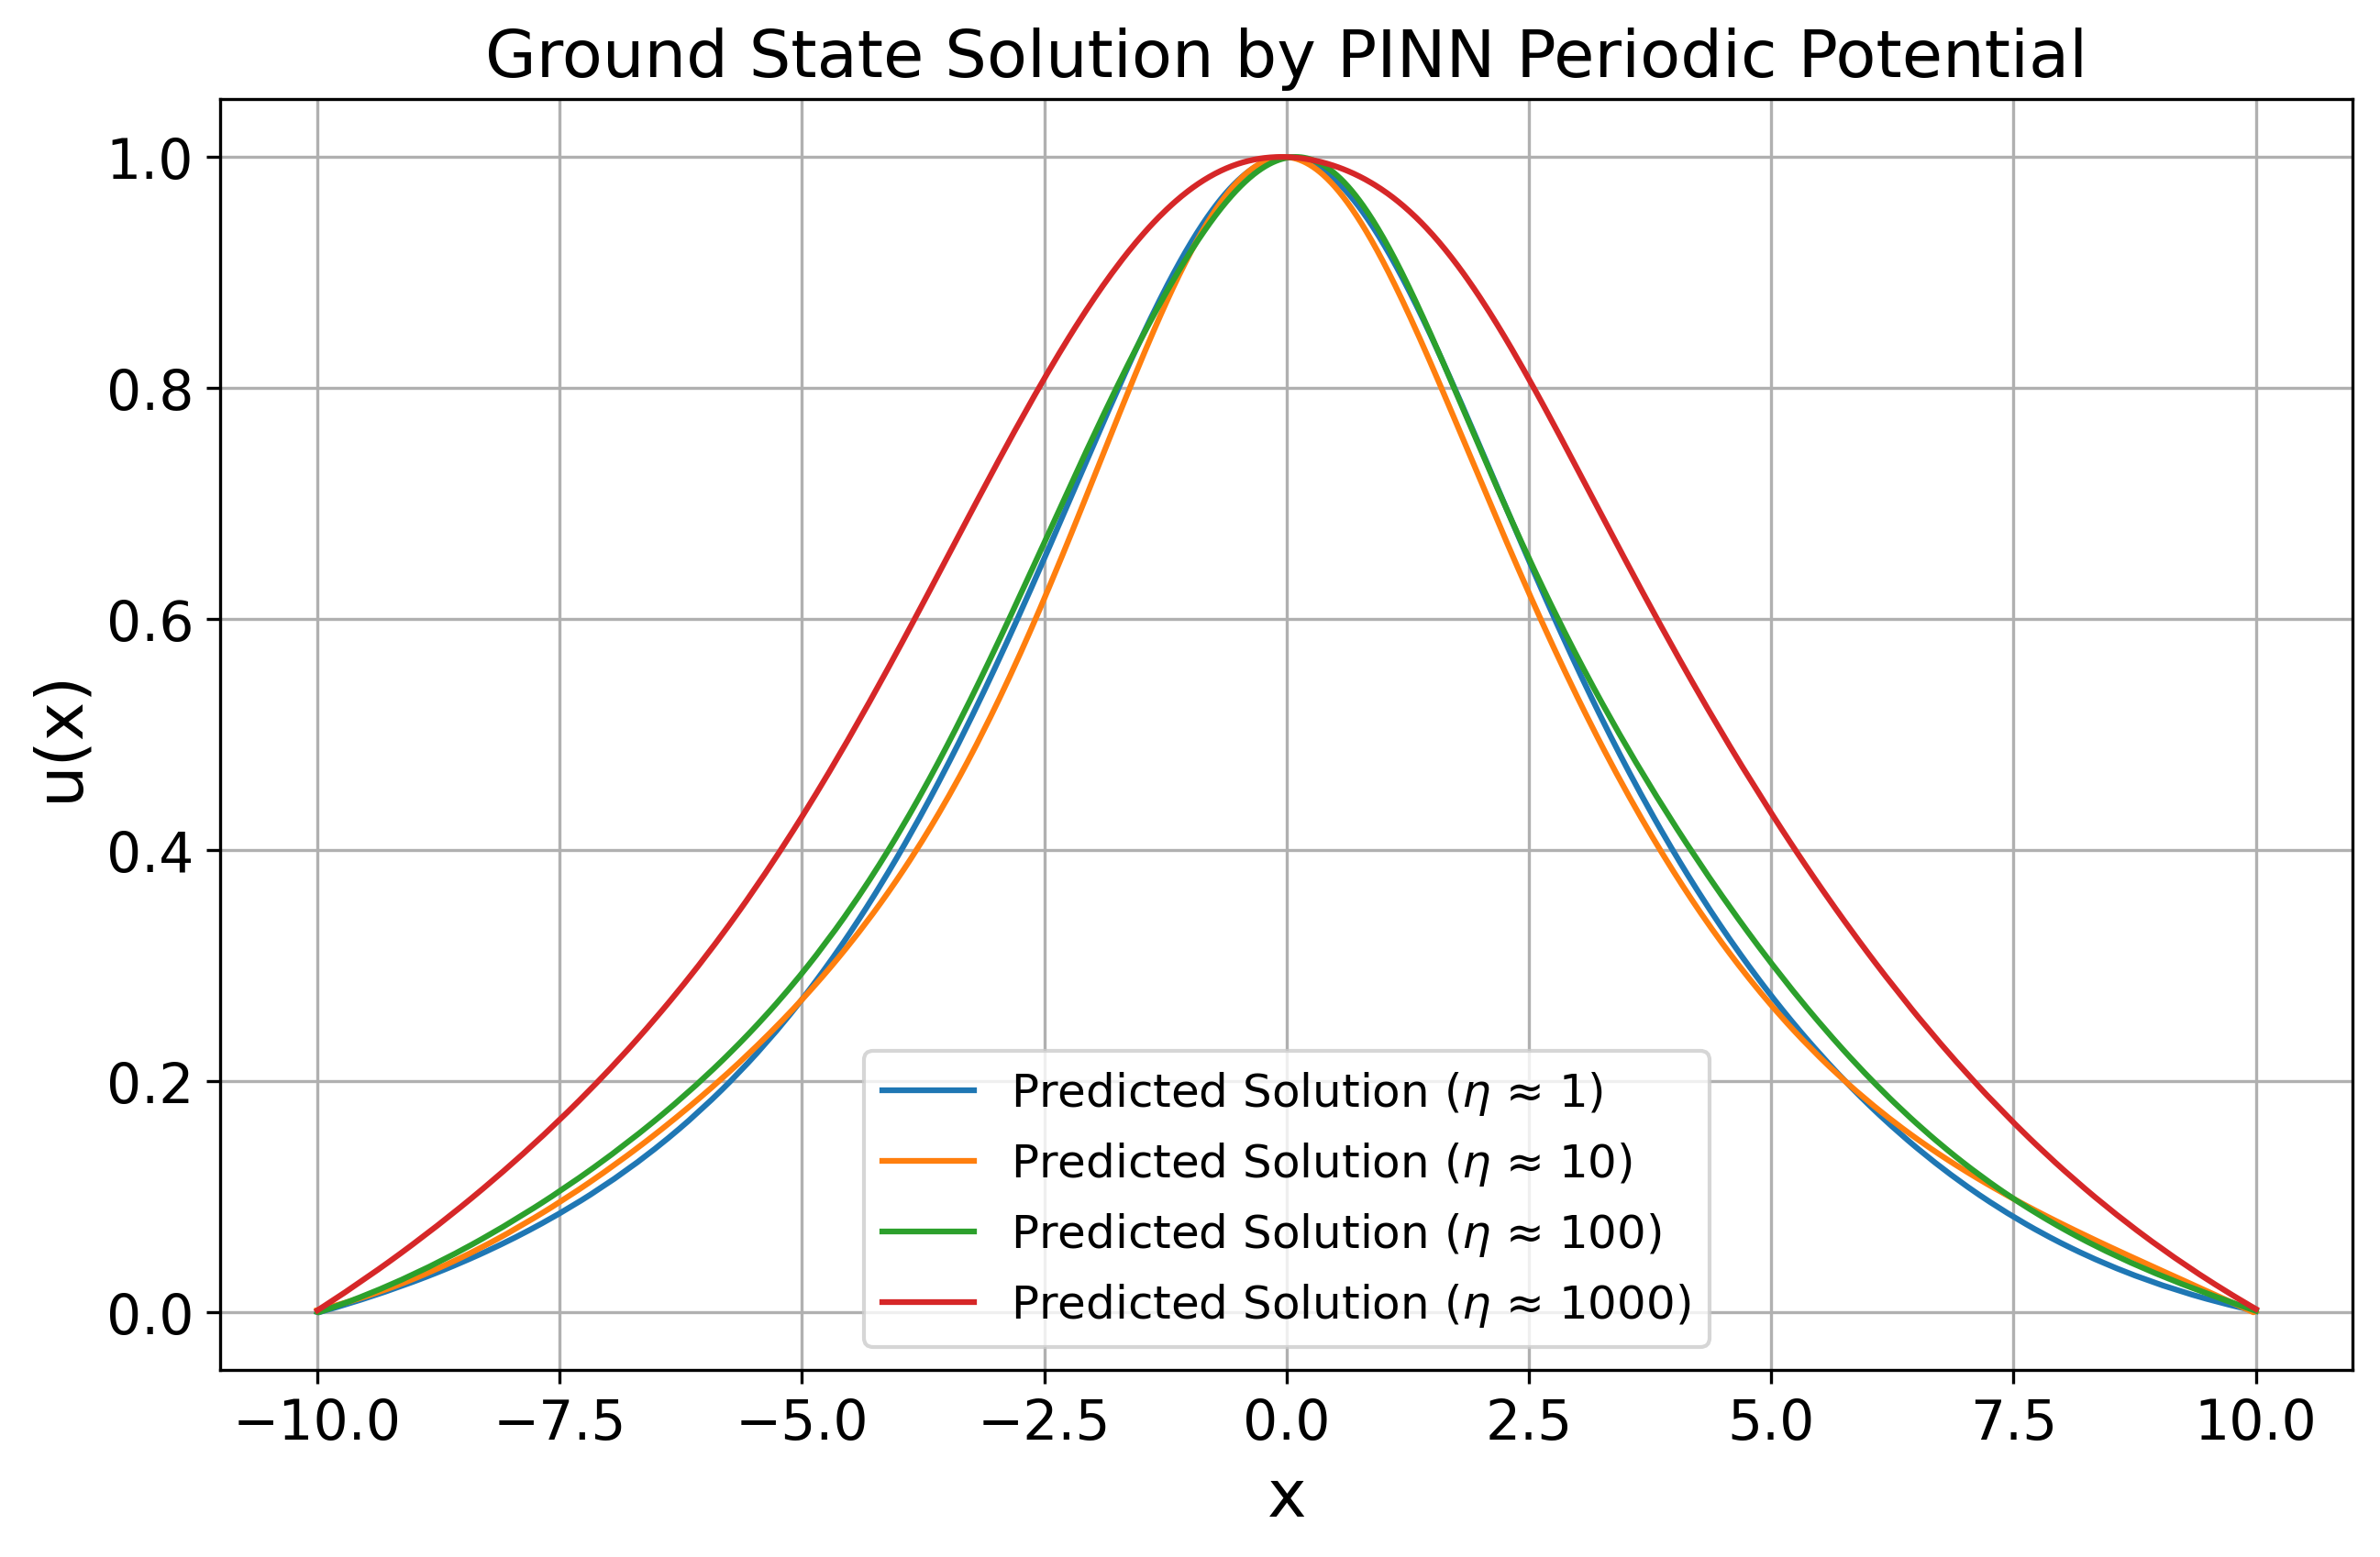 Ground State Solution by PINN Periodic Potential
1.0
0.8
0.6
0.4
0.2
0.0
u(x)
Predicted Solution (η ≈ 1)
Predicted Solution (η ≈ 10)
Predicted Solution (η ≈ 100)
Predicted Solution (η ≈ 1000)
−10.0 −7.5 −5.0 −2.5 0.0 2.5 5.0 7.5 10.0
x